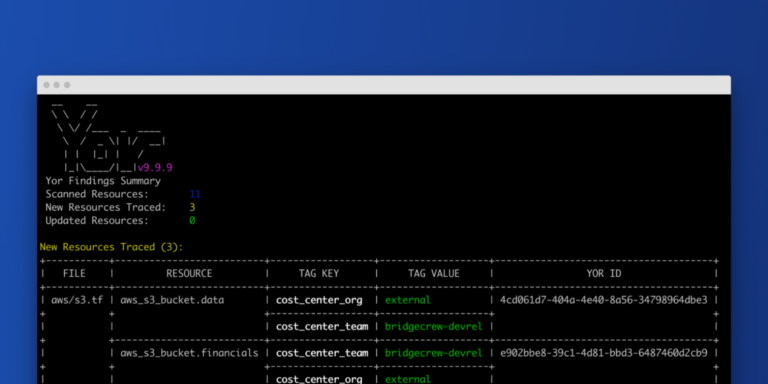 Yor
v9.9.9
Yor Findings Summary
Scanned Resources: 11
New Resources Traced: 3
Updated Resources: 0
New Resources Traced (3):
FILE RESOURCE TAG KEY TAG VALUE YOR ID
aws/s3.tf aws_s3_bucket.data cost_center_org external 4cd061d7-404a-4e40-8a56-34798964dbe3
cost_center_team bridgecrew-devrel
aws_s3_bucket.financials cost_center_team bridgecrew-devrel e902bbe8-39c1-4d81-bbd3-6487460d2cb9
cost_center_org external